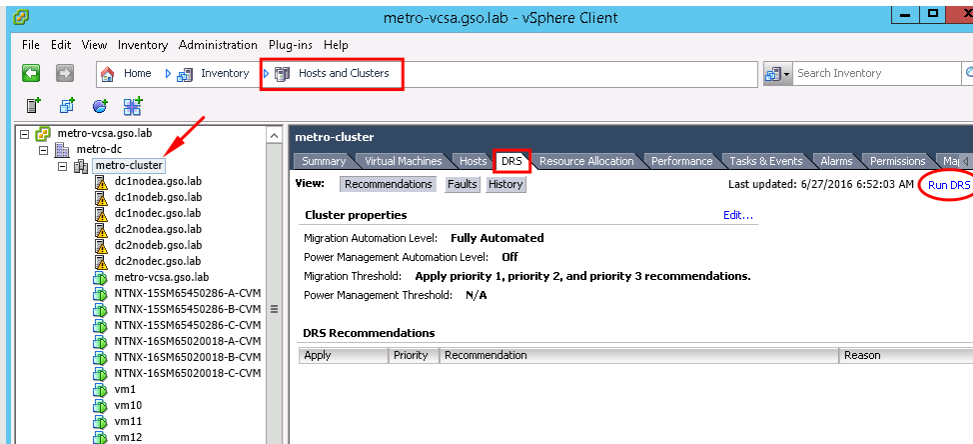 metro-vcsa.gso.lab - vSphere Client
File Edit View Inventory Administration Plug-ins Help
Home Inventory Hosts and Clusters Search Inventory
metro-vcsa.gso.lab
metro-dc
metro-cluster
dc1nodea.gso.lab
dc1nodeb.gso.lab
dc1nodec.gso.lab
dc2nodea.gso.lab
dc2nodeb.gso.lab
dc2nodec.gso.lab
metro-vcsa.gso.lab
NTNX-15SM65450286-A-CVM
NTNX-15SM65450286-B-CVM
NTNX-15SM65450286-C-CVM
NTNX-16SM65020018-A-CVM
NTNX-16SM65020018-B-CVM
NTNX-16SM65020018-C-CVM
vm1
vm10
vm11
vm12
metro-cluster
Summary Virtual Machines Hosts DRS Resource Allocation Performance Tasks & Events Alarms Permissions Map
View: Recommendations Faults History Last updated: 6/27/2016 6:52:03 AM Run DRS
Cluster properties Edit...
Migration Automation Level: Fully Automated
Power Management Automation Level: Off
Migration Threshold: Apply priority 1, priority 2, and priority 3 recommendations.
Power Management Threshold: N/A
DRS Recommendations
Apply Priority Recommendation Reason